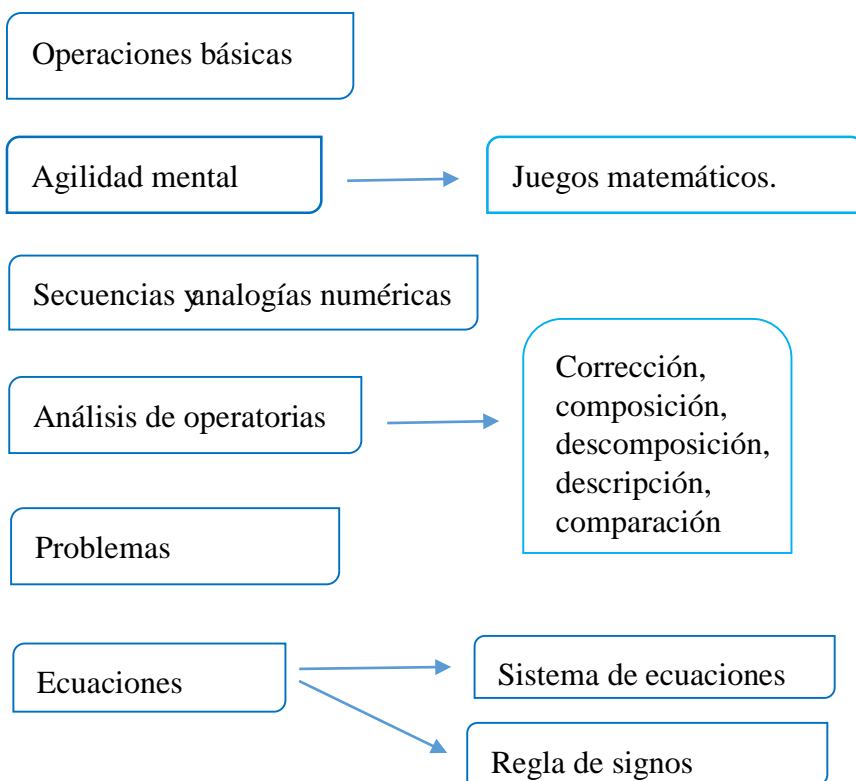 Operaciones básicas
Agilidad mental
Juegos matemáticos.
Secuencias y analogías numéricas
Análisis de operatorias
Corrección,
composición,
descomposición,
descripción,
comparación
Problemas
Ecuaciones
Sistema de ecuaciones
Regla de signos